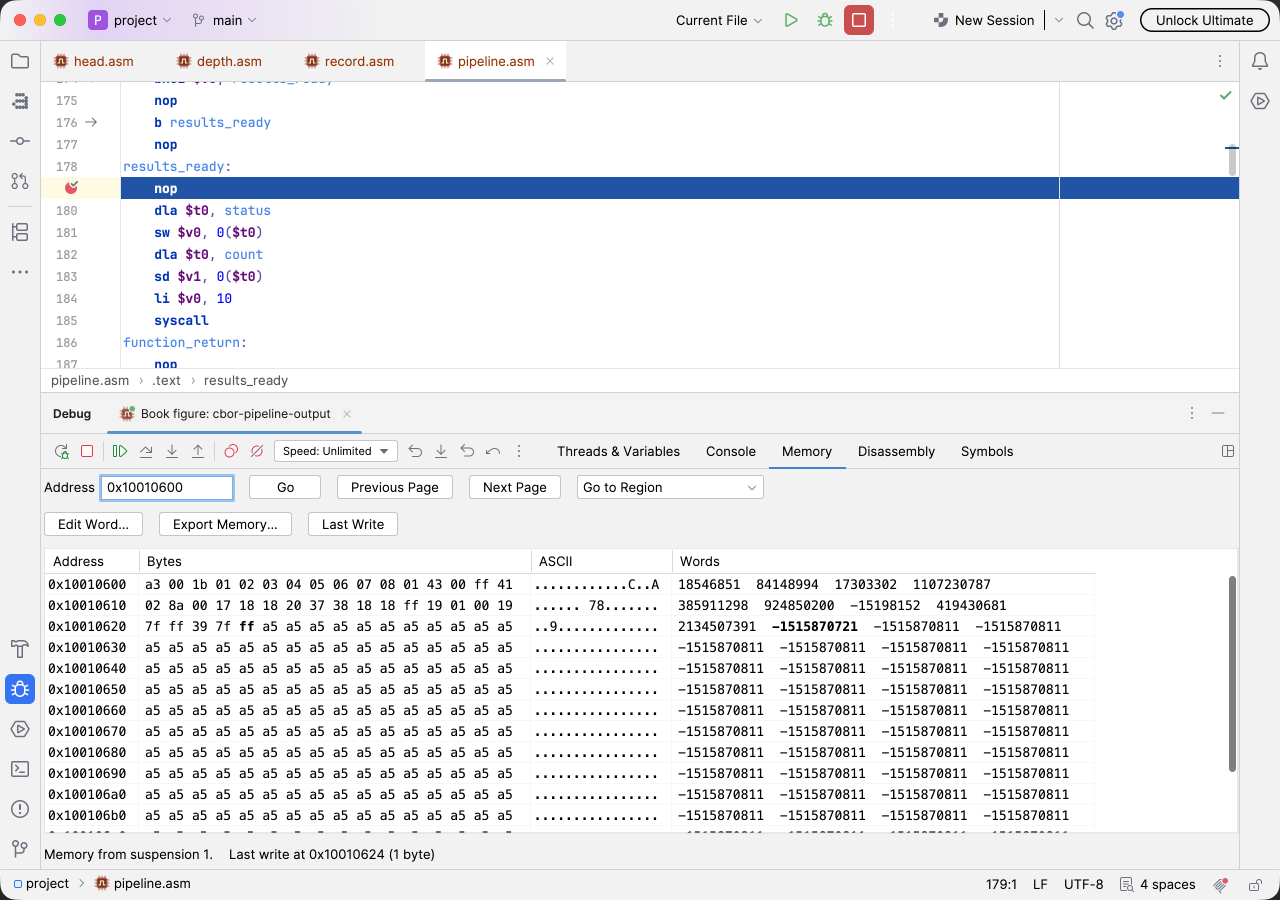 P project main Current File New Session Unlock Ultimate
head.asm depth.asm record.asm pipeline.asm
175 nop
176 b results_ready
177 nop
178 results_ready:
nop
180 dla $t0, status
181 sw $v0, 0($t0)
182 dla $t0, count
183 sd $v1, 0($t0)
184 li $v0, 10
185 syscall
186 function_return:
187 nop
pipeline.asm › .text › results_ready
Debug Book figure: cbor-pipeline-output
Speed: Unlimited Threads & Variables Console Memory Disassembly Symbols
Address 0x10010600 Go Previous Page Next Page Go to Region
Edit Word... Export Memory... Last Write
Address Bytes ASCII Words
0x10010600 a3 00 1b 01 02 03 04 05 06 07 08 01 43 00 ff 41 ............C..A 18546851 84148994 17303302 1107230787
0x10010610 02 8a 00 17 18 18 20 37 38 18 18 ff 19 01 00 19 ...... 78....... 385911298 924850200 -15198152 419430681
0x10010620 7f ff 39 7f ff a5 a5 a5 a5 a5 a5 a5 a5 a5 a5 a5 ..9............. 2134507391 -1515870721 -1515870811 -1515870811
0x10010630 a5 a5 a5 a5 a5 a5 a5 a5 a5 a5 a5 a5 a5 a5 a5 a5 ................ -1515870811 -1515870811 -1515870811 -1515870811
0x10010640 a5 a5 a5 a5 a5 a5 a5 a5 a5 a5 a5 a5 a5 a5 a5 a5 ................ -1515870811 -1515870811 -1515870811 -1515870811
0x10010650 a5 a5 a5 a5 a5 a5 a5 a5 a5 a5 a5 a5 a5 a5 a5 a5 ................ -1515870811 -1515870811 -1515870811 -1515870811
0x10010660 a5 a5 a5 a5 a5 a5 a5 a5 a5 a5 a5 a5 a5 a5 a5 a5 ................ -1515870811 -1515870811 -1515870811 -1515870811
0x10010670 a5 a5 a5 a5 a5 a5 a5 a5 a5 a5 a5 a5 a5 a5 a5 a5 ................ -1515870811 -1515870811 -1515870811 -1515870811
0x10010680 a5 a5 a5 a5 a5 a5 a5 a5 a5 a5 a5 a5 a5 a5 a5 a5 ................ -1515870811 -1515870811 -1515870811 -1515870811
0x10010690 a5 a5 a5 a5 a5 a5 a5 a5 a5 a5 a5 a5 a5 a5 a5 a5 ................ -1515870811 -1515870811 -1515870811 -1515870811
0x100106a0 a5 a5 a5 a5 a5 a5 a5 a5 a5 a5 a5 a5 a5 a5 a5 a5 ................ -1515870811 -1515870811 -1515870811 -1515870811
0x100106b0 a5 a5 a5 a5 a5 a5 a5 a5 a5 a5 a5 a5 a5 a5 a5 a5 ................ -1515870811 -1515870811 -1515870811 -1515870811
Memory from suspension 1. Last write at 0x10010624 (1 byte)
project › pipeline.asm 179:1 LF UTF-8 4 spaces